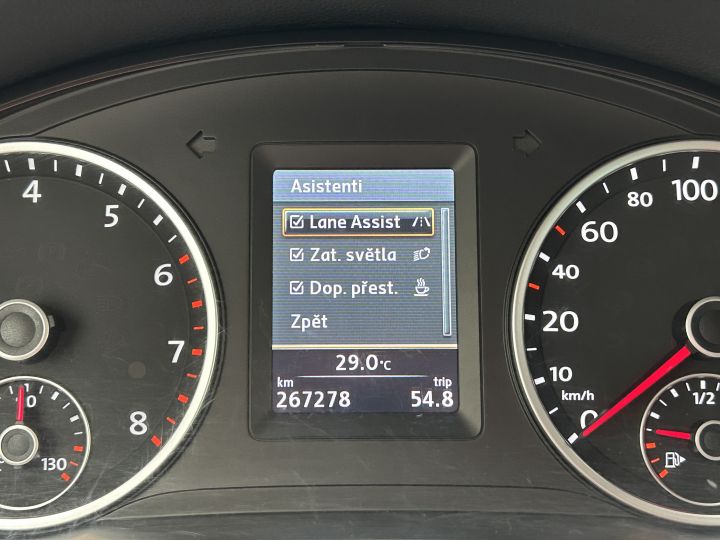 Asistenti
Lane Assist
Zat. světla
Dop. přest.
Zpět
29.0°C
km trip
267278 54.8
4
5
6
7
8
130
0
10
20
40
60
80
100
km/h
1/2